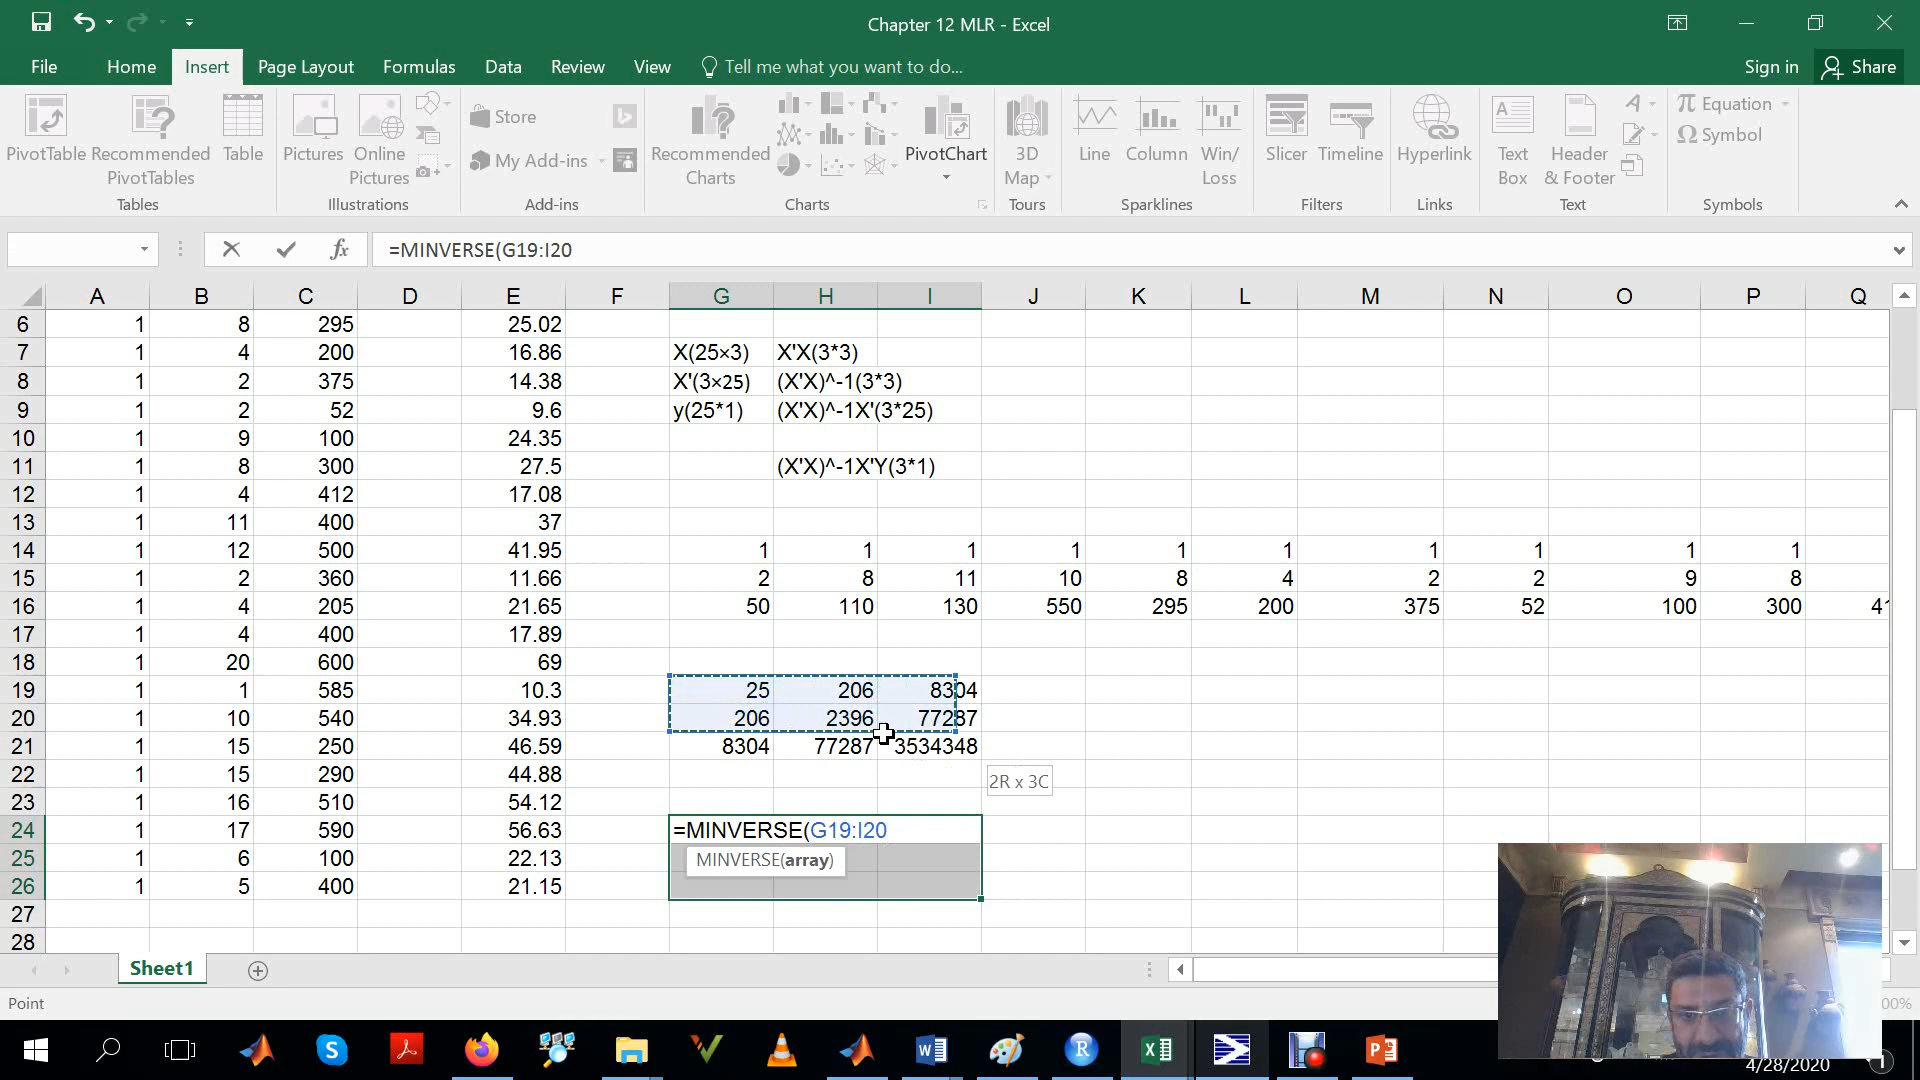 Chapter 12 MLR - Excel
File Home Insert Page Layout Formulas Data Review View Tell me what you want to do... Sign in Share
PivotTable Recommended PivotTables Table Pictures Online Pictures Store My Add-ins Recommended Charts PivotChart 3D Map Line Column Win/Loss Slicer Timeline Hyperlink Text Box Header & Footer Equation Symbol
Tables Illustrations Add-ins Charts Tours Sparklines Filters Links Text Symbols
fx =MINVERSE(G19:I20
A B C D E F G H I J K L M N O P Q
6 1 8 295 25.02
7 1 4 200 16.86 X(25×3) X'X(3*3)
8 1 2 375 14.38 X'(3×25) (X'X)^-1(3*3)
9 1 2 52 9.6 y(25*1) (X'X)^-1X'(3*25)
10 1 9 100 24.35
11 1 8 300 27.5 (X'X)^-1X'Y(3*1)
12 1 4 412 17.08
13 1 11 400 37
14 1 12 500 41.95 1 1 1 1 1 1 1 1 1 1
15 1 2 360 11.66 2 8 11 10 8 4 2 2 9 8
16 1 4 205 21.65 50 110 130 550 295 200 375 52 100 300
17 1 4 400 17.89
18 1 20 600 69
19 1 1 585 10.3 25 206 8304
20 1 10 540 34.93 206 2396 77287
21 1 15 250 46.59 8304 77287 3534348
22 1 15 290 44.88
2R x 3C
23 1 16 510 54.12
24 1 17 590 56.63 =MINVERSE(G19:I20
25 1 6 100 22.13 MINVERSE(array)
26 1 5 400 21.15
27
28
Sheet1
Point
4/28/2020